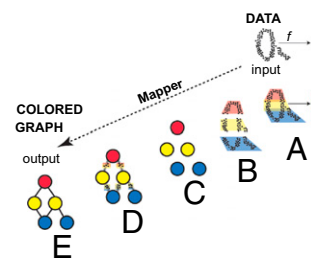 DATA
f
input
Mapper
COLORED
GRAPH
output
A
B
C
D
E